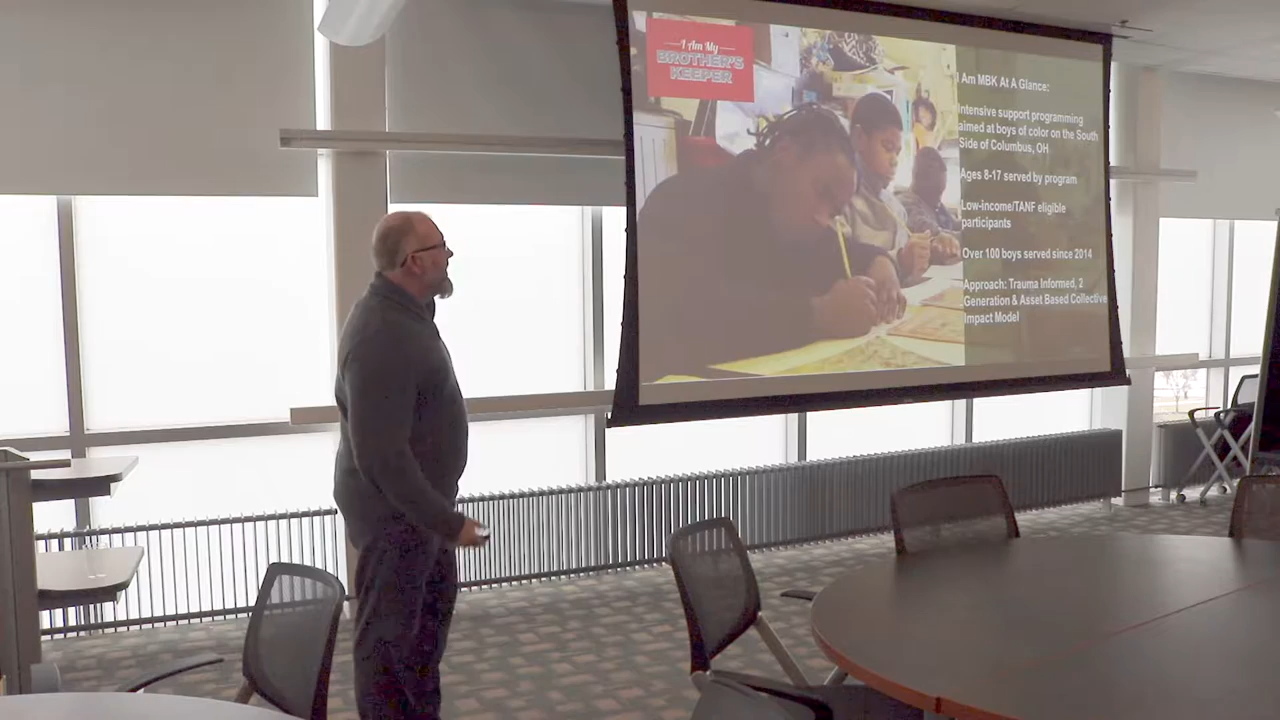 I Am My
BROTHER'S
KEEPER
I Am MBK At A Glance:
Intensive support programming
aimed at boys of color on the South
Side of Columbus, OH
Ages 8-17 served by program
Low-income/TANF eligible
participants
Over 100 boys served since 2014
Approach: Trauma Informed, 2
Generation & Asset Based Collective
Impact Model